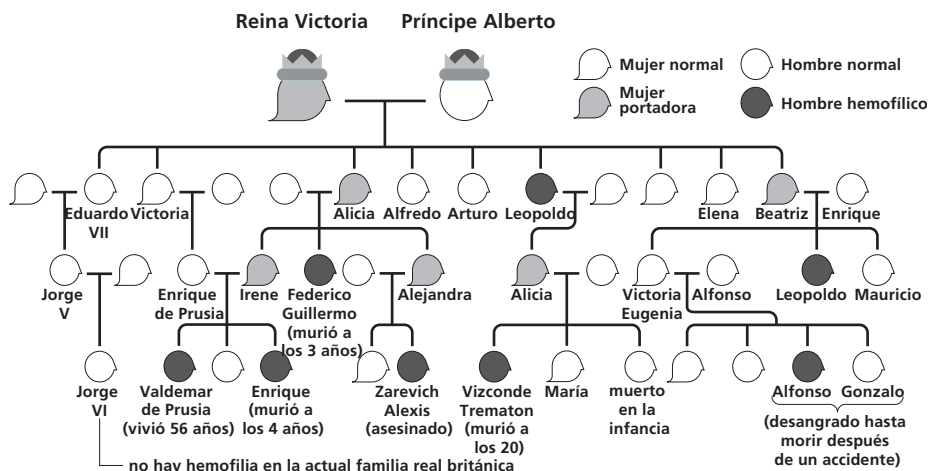 Reina Victoria
Príncipe Alberto
Mujer normal
Hombre normal
Mujer
portadora
Hombre hemofílico
Eduardo
VII
Victoria
Alicia
Alfredo
Arturo
Leopoldo
Elena
Beatriz
Enrique
Jorge
V
Enrique
de Prusia
Irene
Federico
Guillermo
(murió a
los 3 años)
Alejandra
Alicia
Victoria
Eugenia
Alfonso
Leopoldo
Mauricio
Jorge
VI
Valdemar
de Prusia
(vivió 56 años)
Enrique
(murió a
los 4 años)
Zarevich
Alexis
(asesinado)
Vizconde
Trematon
(murió a
los 20)
María
muerto
en la
infancia
Alfonso
Gonzalo
(desangrado hasta
morir después
de un accidente)
no hay hemofilia en la actual familia real británica